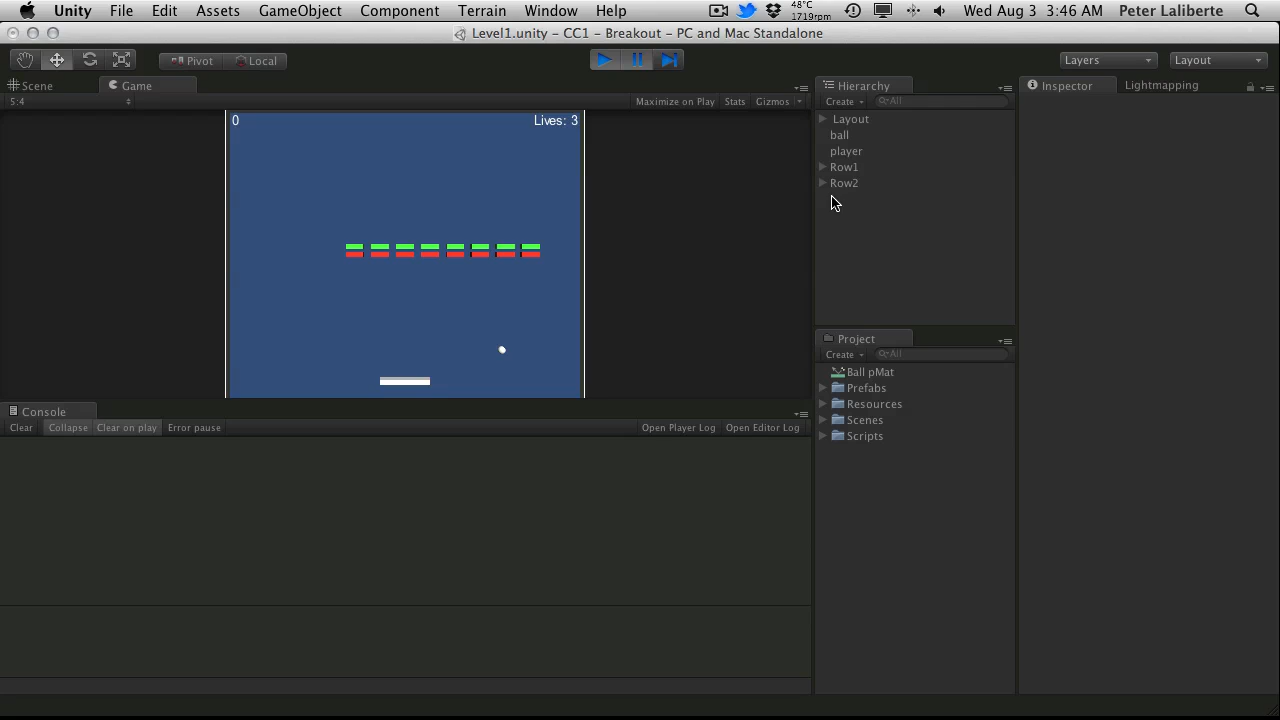 Unity File Edit Assets GameObject Component Terrain Window Help 48°C 1719rpm Wed Aug 3 3:46 AM Peter Laliberte
Level1.unity – CC1 – Breakout – PC and Mac Standalone
Pivot Local Layers Layout
Scene Game Hierarchy Inspector Lightmapping
5:4 Maximize on Play Stats Gizmos Create All
0 Lives: 3
Layout
ball
player
Row1
Row2
Project
Create All
Ball pMat
Prefabs
Resources
Scenes
Scripts
Console
Clear Collapse Clear on play Error pause Open Player Log Open Editor Log